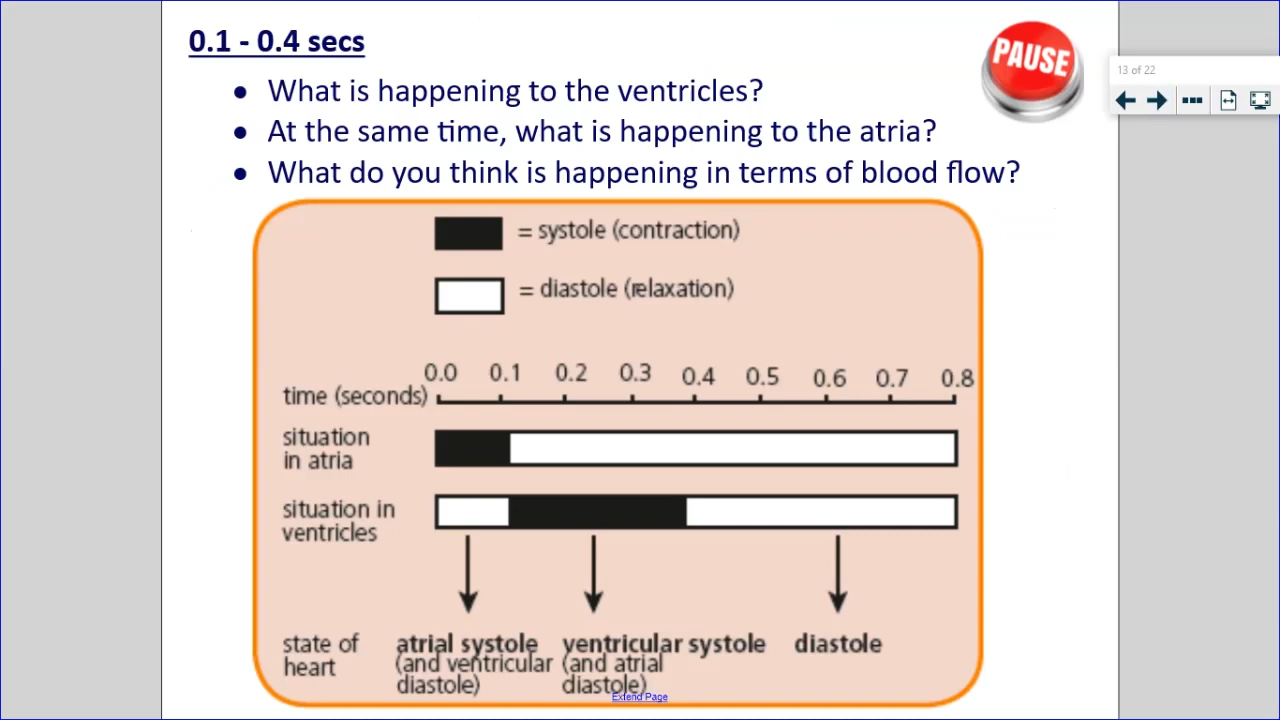 0.1 - 0.4 secs
PAUSE
13 of 22
● What is happening to the ventricles?
● At the same time, what is happening to the atria?
● What do you think is happening in terms of blood flow?
= systole (contraction)
= diastole (relaxation)
0.0 0.1 0.2 0.3 0.4 0.5 0.6 0.7 0.8
time (seconds)
situation
in atria
situation in
ventricles
state of
heart
atrial systole
(and ventricular
diastole)
ventricular systole
(and atrial
diastole)
diastole
Extend Page